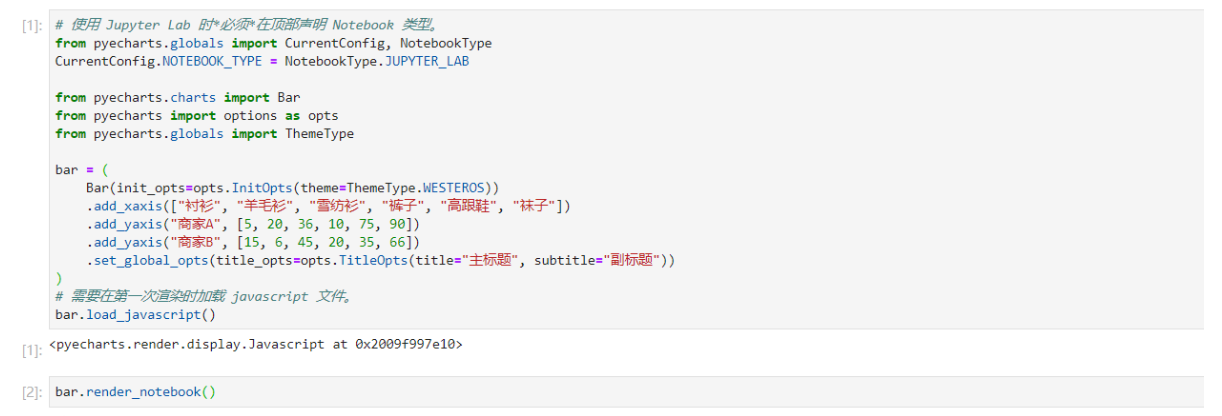 [1]: # 使用 Jupyter Lab 时*必须*在顶部声明 Notebook 类型。
from pyecharts.globals import CurrentConfig, NotebookType
CurrentConfig.NOTEBOOK_TYPE = NotebookType.JUPYTER_LAB
from pyecharts.charts import Bar
from pyecharts import options as opts
from pyecharts.globals import ThemeType
bar = (
    Bar(init_opts=opts.InitOpts(theme=ThemeType.WESTEROS))
    .add_xaxis(["衬衫", "羊毛衫", "雪纺衫", "裤子", "高跟鞋", "袜子"])
    .add_yaxis("商家A", [5, 20, 36, 10, 75, 90])
    .add_yaxis("商家B", [15, 6, 45, 20, 35, 66])
    .set_global_opts(title_opts=opts.TitleOpts(title="主标题", subtitle="副标题"))
)
# 需要在第一次渲染时加载 javascript 文件。
bar.load_javascript()
[1]: <pyecharts.render.display.Javascript at 0x2009f997e10>
[2]: bar.render_notebook()